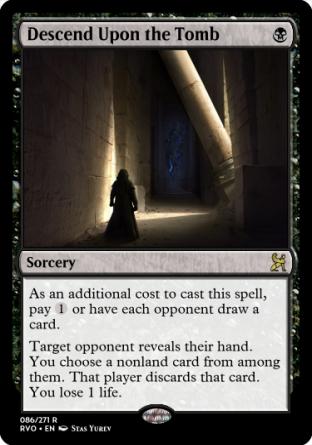 Descend Upon the Tomb
Sorcery
As an additional cost to cast this spell,
pay 1 or have each opponent draw a
card.
Target opponent reveals their hand.
You choose a nonland card from among
them. That player discards that card.
You lose 1 life.
086/271 R
RVO • EN Stas Yurev